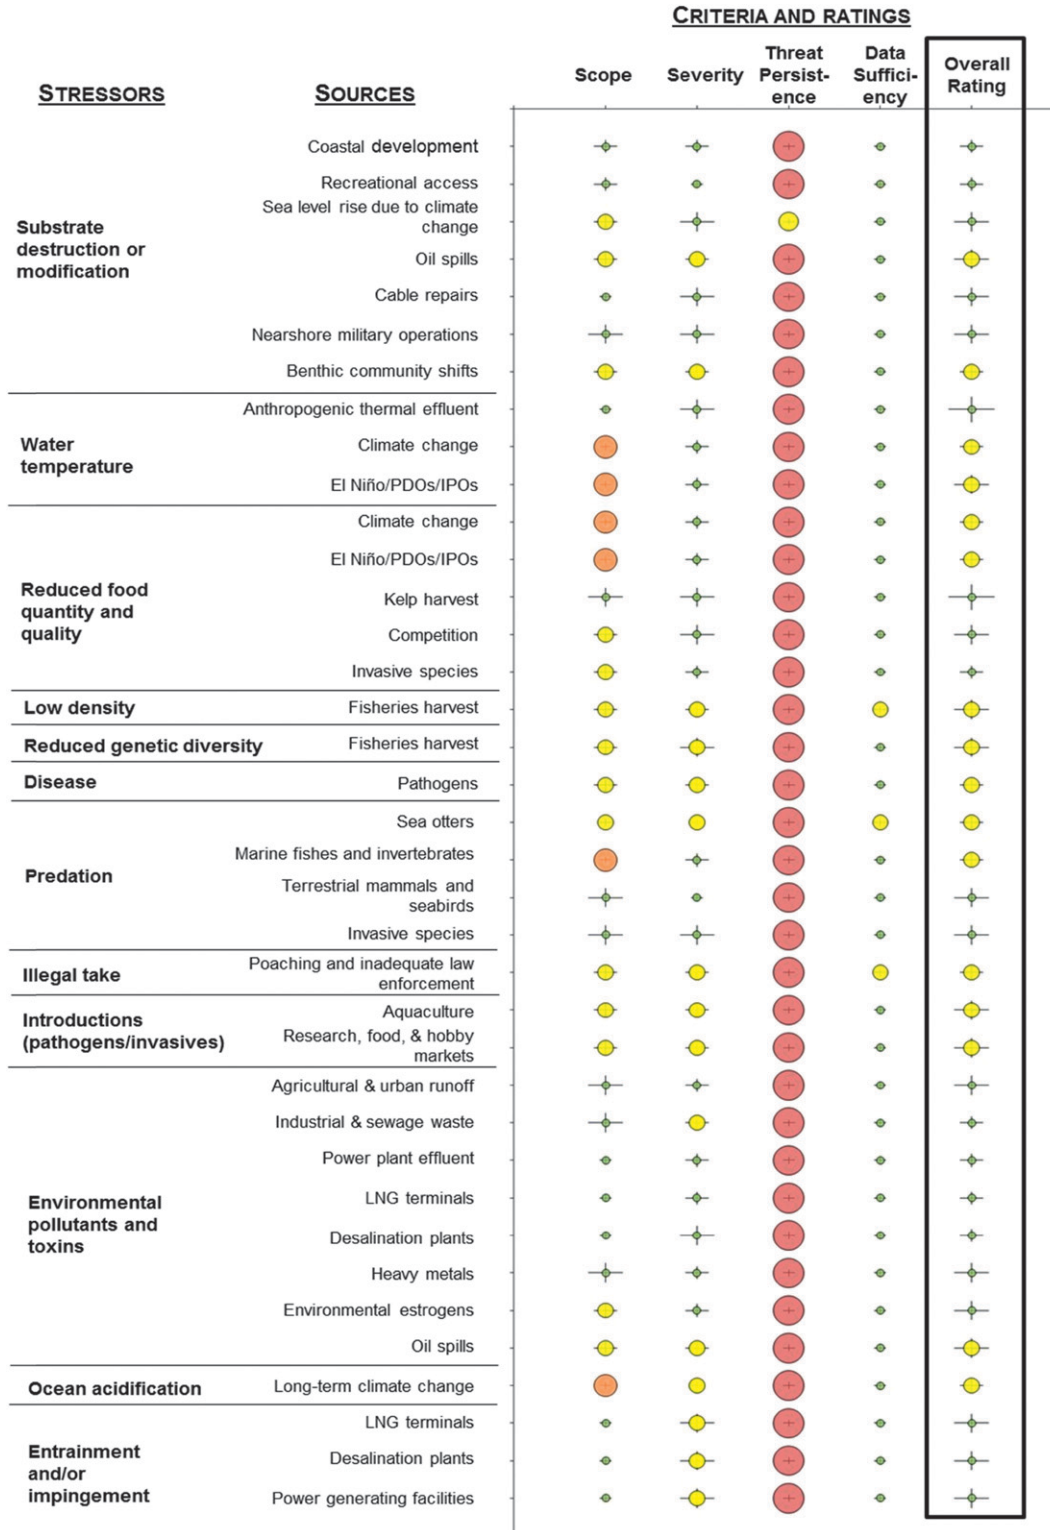 CRITERIA AND RATINGS
STRESSORS
SOURCES
Scope
Severity
Threat
Persist-
ence
Data
Suffici-
ency
Overall
Rating
Substrate
destruction or
modification
Coastal development
Recreational access
Sea level rise due to climate
change
Oil spills
Cable repairs
Nearshore military operations
Benthic community shifts
Water
temperature
Anthropogenic thermal effluent
Climate change
El Niño/PDOs/IPOs
Reduced food
quantity and
quality
Climate change
El Niño/PDOs/IPOs
Kelp harvest
Competition
Invasive species
Low density
Fisheries harvest
Reduced genetic diversity
Fisheries harvest
Disease
Pathogens
Predation
Sea otters
Marine fishes and invertebrates
Terrestrial mammals and
seabirds
Invasive species
Illegal take
Poaching and inadequate law
enforcement
Introductions
(pathogens/invasives)
Aquaculture
Research, food, & hobby
markets
Environmental
pollutants and
toxins
Agricultural & urban runoff
Industrial & sewage waste
Power plant effluent
LNG terminals
Desalination plants
Heavy metals
Environmental estrogens
Oil spills
Ocean acidification
Long-term climate change
Entrainment
and/or
impingement
LNG terminals
Desalination plants
Power generating facilities